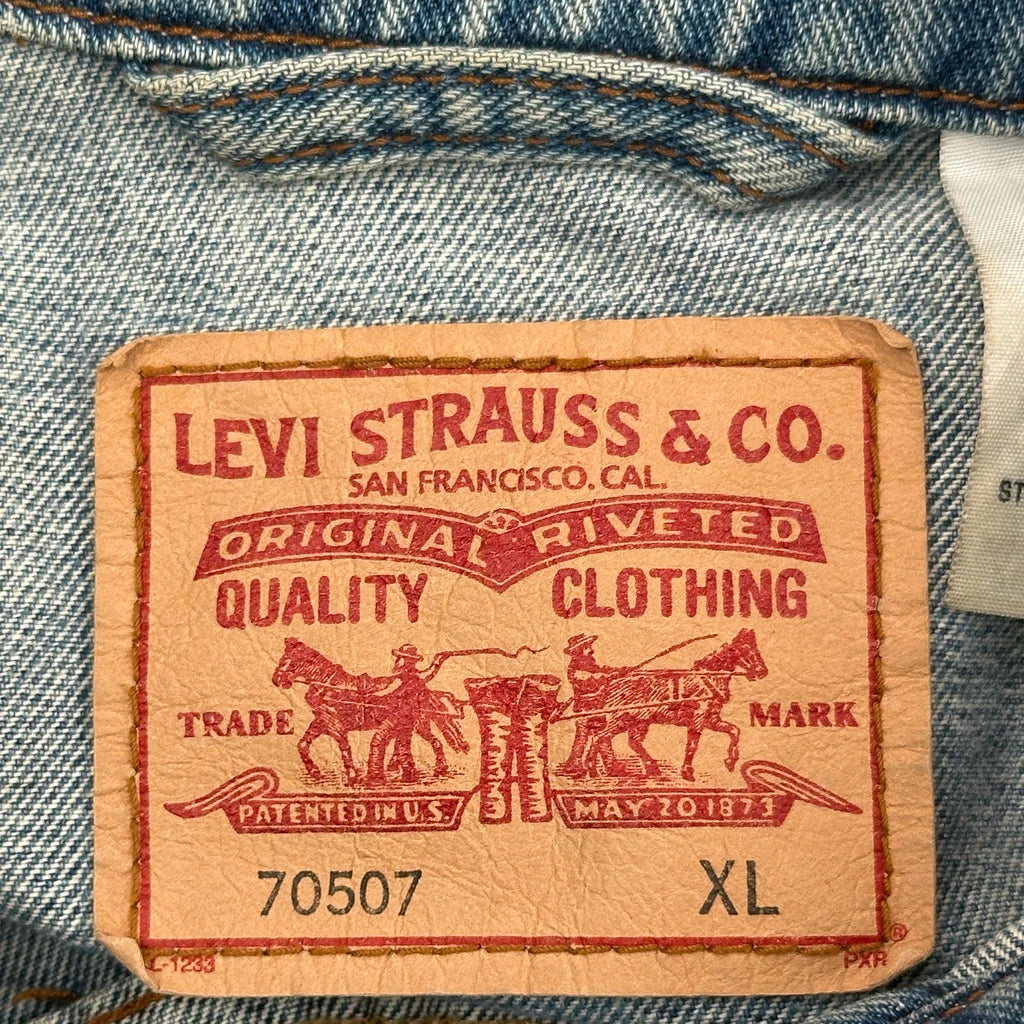 LEVI STRAUSS & CO.
SAN FRANCISCO. CAL.
ORIGINAL RIVETED
QUALITY CLOTHING
TRADE MARK
PATENTED IN U.S. MAY 20 1873
70507 XL
L-1233 PXR ®
ST